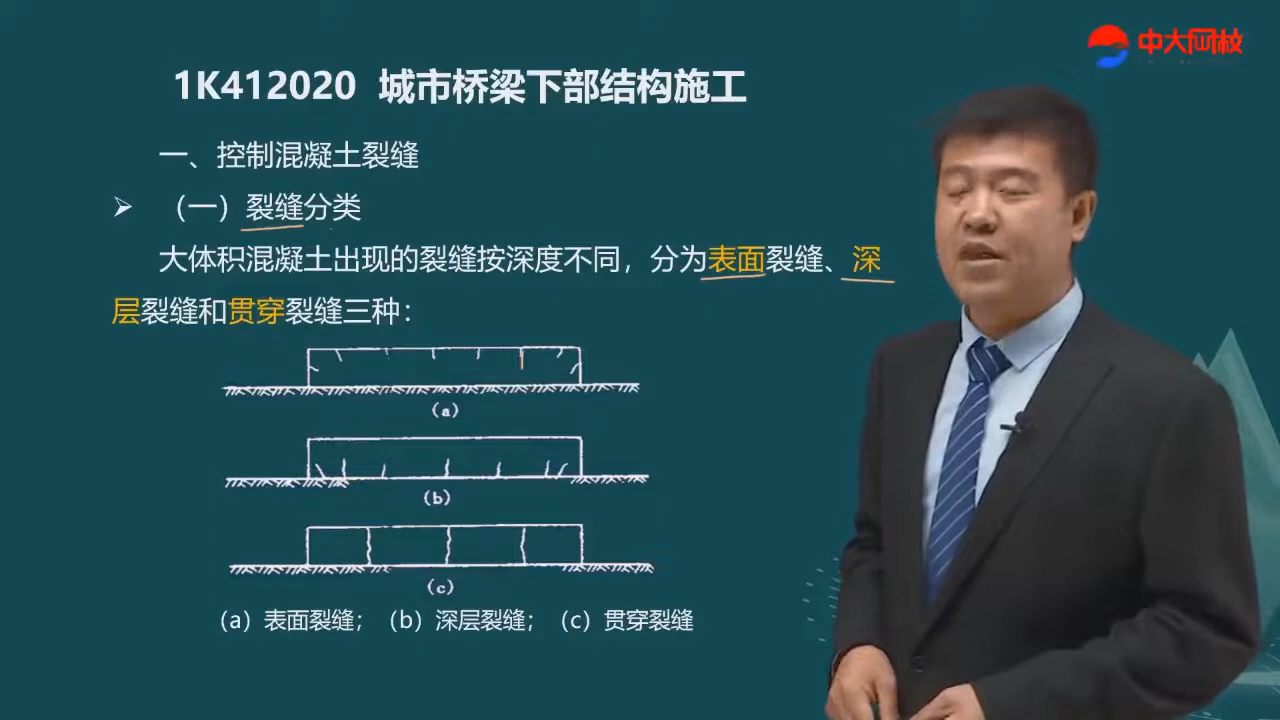 中大网校
1K412020 城市桥梁下部结构施工
一、控制混凝土裂缝
（一）裂缝分类
大体积混凝土出现的裂缝按深度不同，分为表面裂缝、深
层裂缝和贯穿裂缝三种：
(a)
(b)
(c)
（a）表面裂缝；（b）深层裂缝；（c）贯穿裂缝